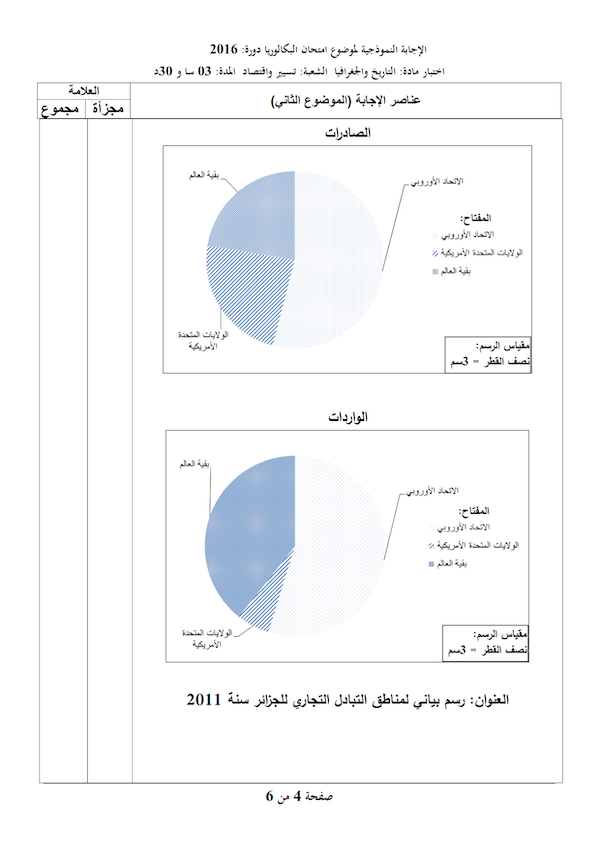 الإجابة النموذجية لموضوع امتحان البكالوريا دورة: 2016
اختبار مادة: التاريخ والجغرافيا الشعبة: تسيير واقتصاد المدة: 03 سا و 30د
عناصر الإجابة (الموضوع الثاني)
العلامة
مجزأة
مجموع
الصادرات
الاتحاد الأوروبي
بقية العالم
الولايات المتحدة
الأمريكية
المفتاح:
الاتحاد الأوروبي
الولايات المتحدة الأمريكية
بقية العالم
مقياس الرسم:
نصف القطر = 3سم
الواردات
الاتحاد الأوروبي
بقية العالم
الولايات المتحدة
الأمريكية
المفتاح:
الاتحاد الأوروبي
الولايات المتحدة الأمريكية
بقية العالم
مقياس الرسم:
نصف القطر = 3سم
العنوان: رسم بياني لمناطق التبادل التجاري للجزائر سنة 2011
صفحة 4 من 6